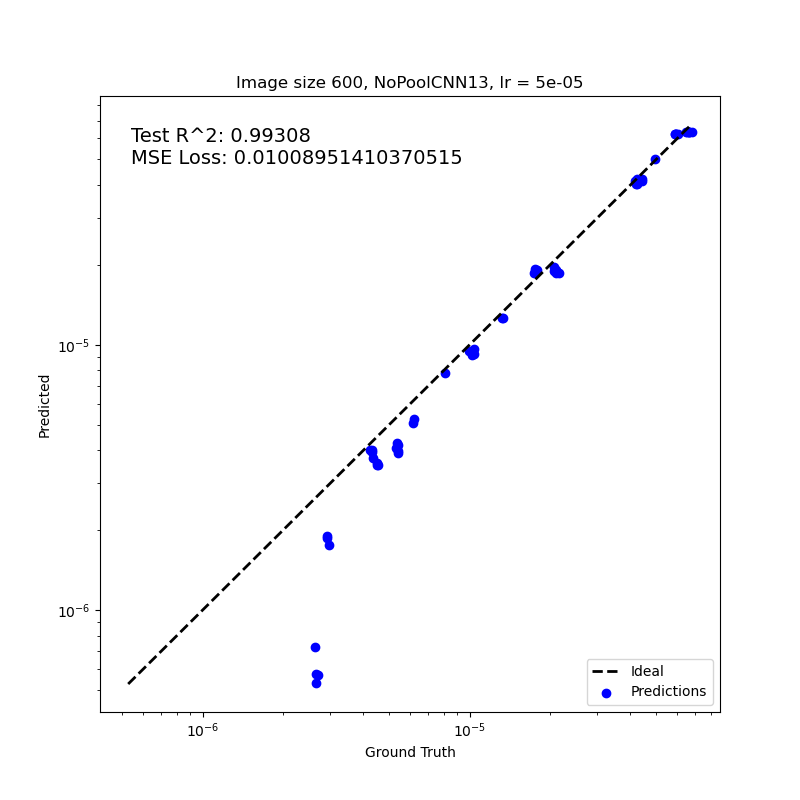 Image size 600, NoPoolCNN13, lr = 5e-05
Test R^2: 0.99308
MSE Loss: 0.01008951410370515
10⁻⁵
Predicted
10⁻⁶
Ideal
Predictions
10⁻⁶
10⁻⁵
Ground Truth